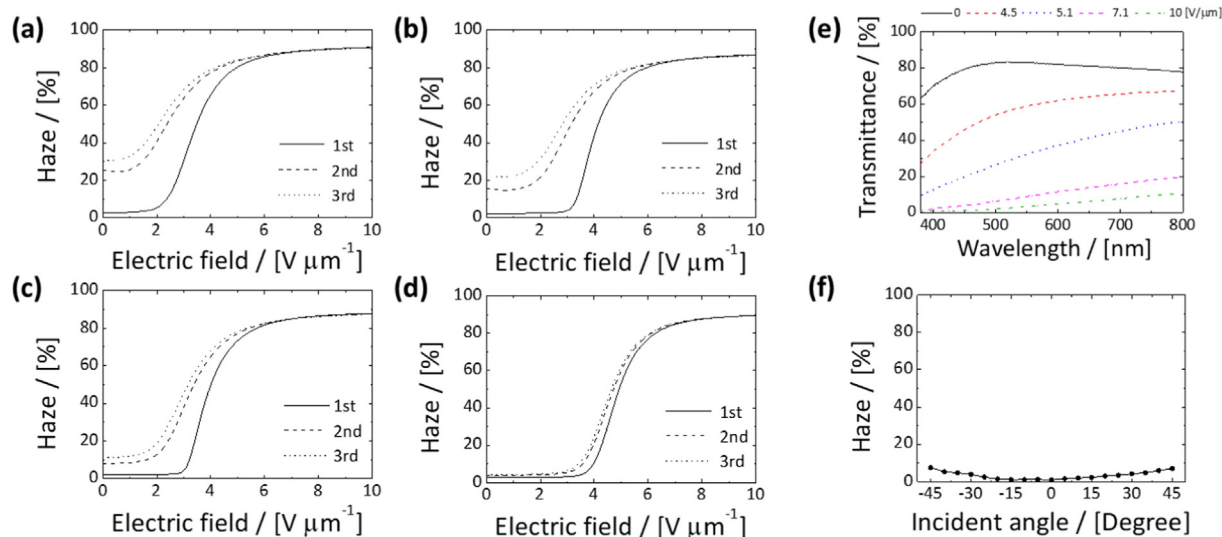 (a)
100
80
60
40
20
0
Haze / [%]
1st
2nd
3rd
0 2 4 6 8 10
Electric field / [V μm⁻¹]
(b)
100
80
60
40
20
0
Haze / [%]
1st
2nd
3rd
0 2 4 6 8 10
Electric field / [V μm⁻¹]
(e)
0 4.5 5.1 7.1 10 [V/μm]
100
80
60
40
20
0
Transmittance / [%]
400 500 600 700 800
Wavelength / [nm]
(c)
100
80
60
40
20
0
Haze / [%]
1st
2nd
3rd
0 2 4 6 8 10
Electric field / [V μm⁻¹]
(d)
100
80
60
40
20
0
Haze / [%]
1st
2nd
3rd
0 2 4 6 8 10
Electric field / [V μm⁻¹]
(f)
100
80
60
40
20
0
Haze / [%]
-45 -30 -15 0 15 30 45
Incident angle / [Degree]